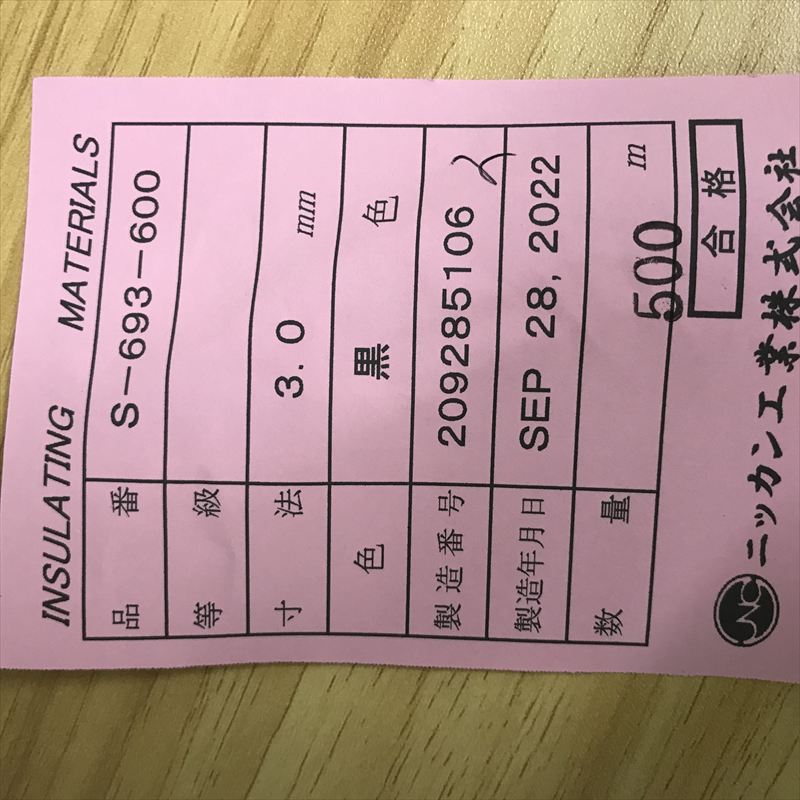 INSULATING MATERIALS
品番 S-693-600
等級
寸法 3.0 mm
色 黒 色
製造番号 209285106
製造年月日 SEP 28, 2022
数量 500 m
合格
ニッカン工業株式会社